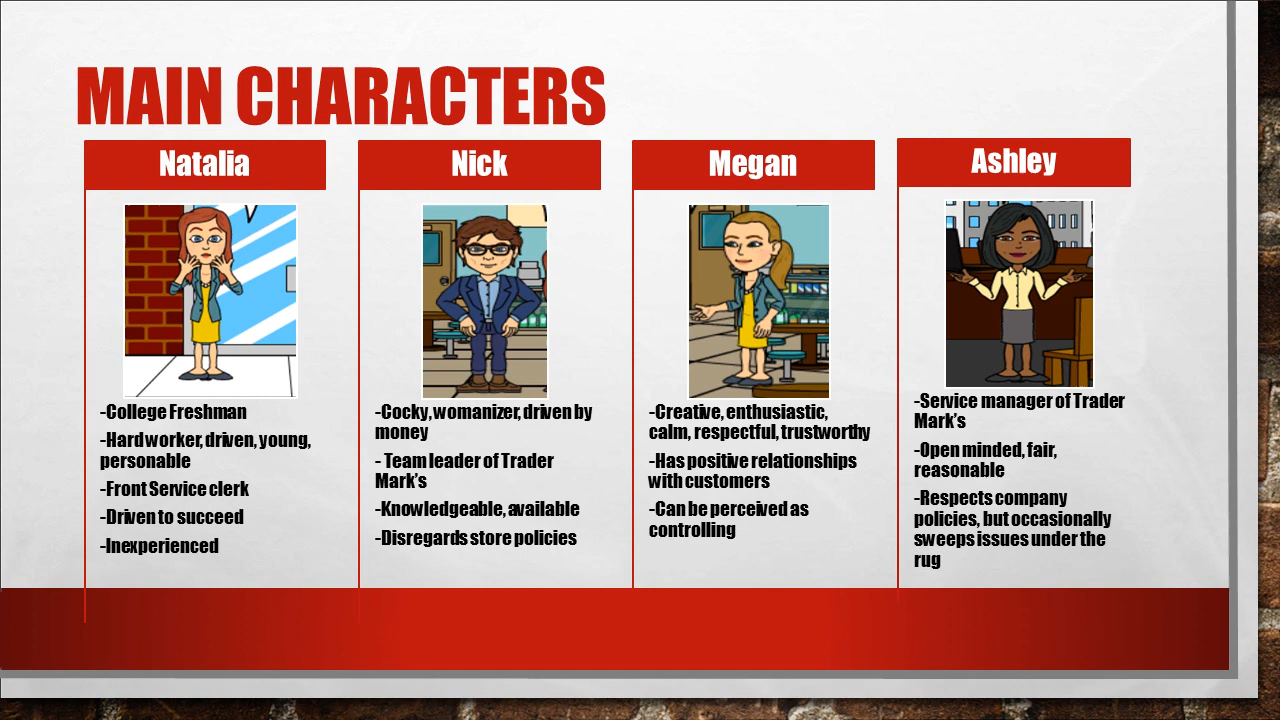 MAIN CHARACTERS
Natalia
-College Freshman
-Hard worker, driven, young,
personable
-Front Service clerk
-Driven to succeed
-Inexperienced
Nick
-Cocky, womanizer, driven by
money
- Team leader of Trader
Mark's
-Knowledgeable, available
-Disregards store policies
Megan
-Creative, enthusiastic,
calm, respectful, trustworthy
-Has positive relationships
with customers
-Can be perceived as
controlling
Ashley
-Service manager of Trader
Mark's
-Open minded, fair,
reasonable
-Respects company
policies, but occasionally
sweeps issues under the
rug